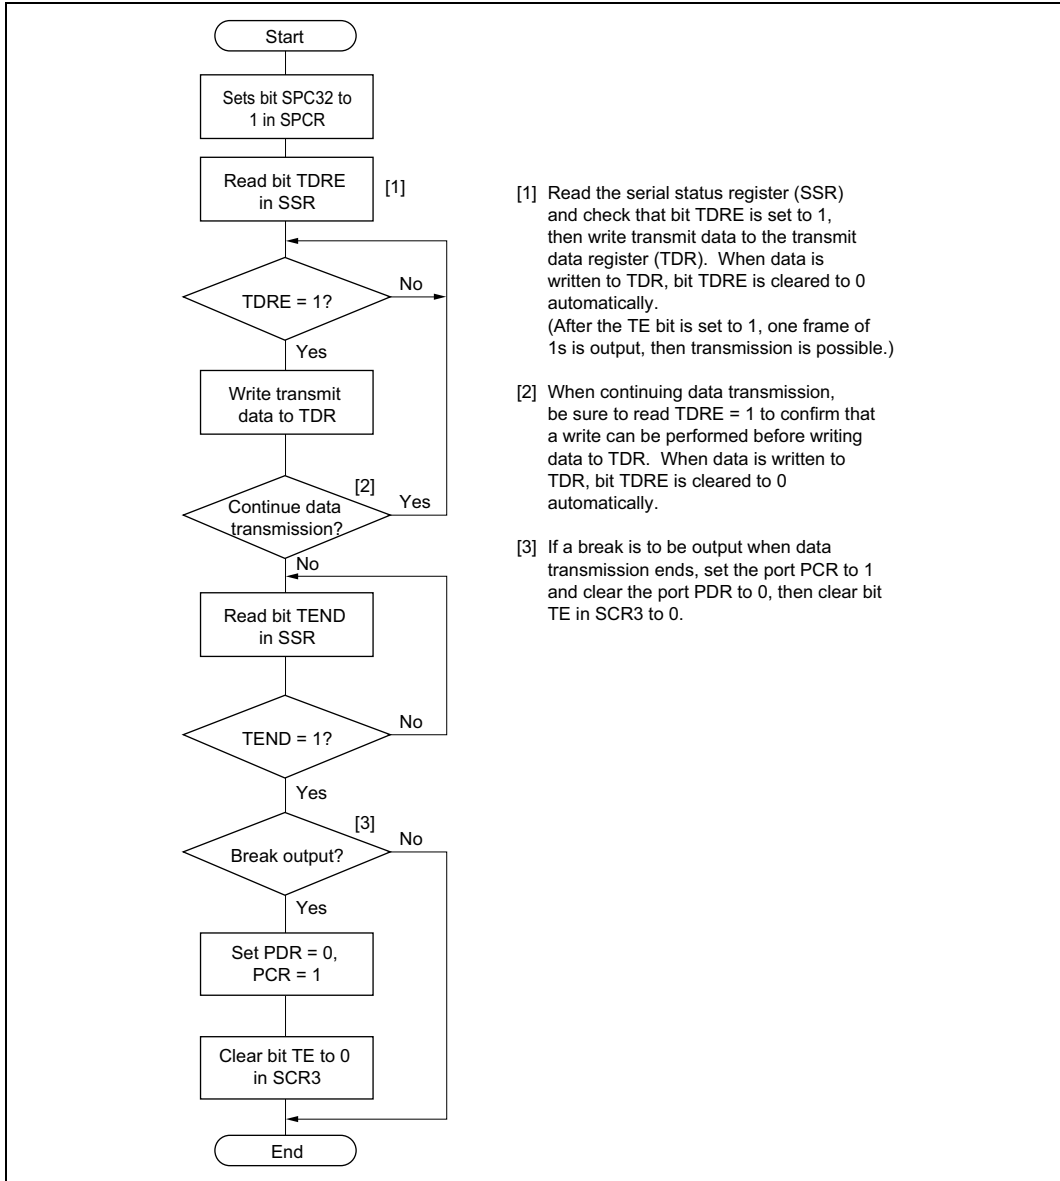 Start
Sets bit SPC32 to
1 in SPCR
Read bit TDRE
in SSR
[1]
TDRE = 1?
No
Yes
Write transmit
data to TDR
[2]
Continue data
transmission?
Yes
No
Read bit TEND
in SSR
TEND = 1?
No
Yes
[3]
Break output?
No
Yes
Set PDR = 0,
PCR = 1
Clear bit TE to 0
in SCR3
End
[1] Read the serial status register (SSR)
and check that bit TDRE is set to 1,
then write transmit data to the transmit
data register (TDR). When data is
written to TDR, bit TDRE is cleared to 0
automatically.
(After the TE bit is set to 1, one frame of
1s is output, then transmission is possible.)
[2] When continuing data transmission,
be sure to read TDRE = 1 to confirm that
a write can be performed before writing
data to TDR. When data is written to
TDR, bit TDRE is cleared to 0
automatically.
[3] If a break is to be output when data
transmission ends, set the port PCR to 1
and clear the port PDR to 0, then clear bit
TE in SCR3 to 0.